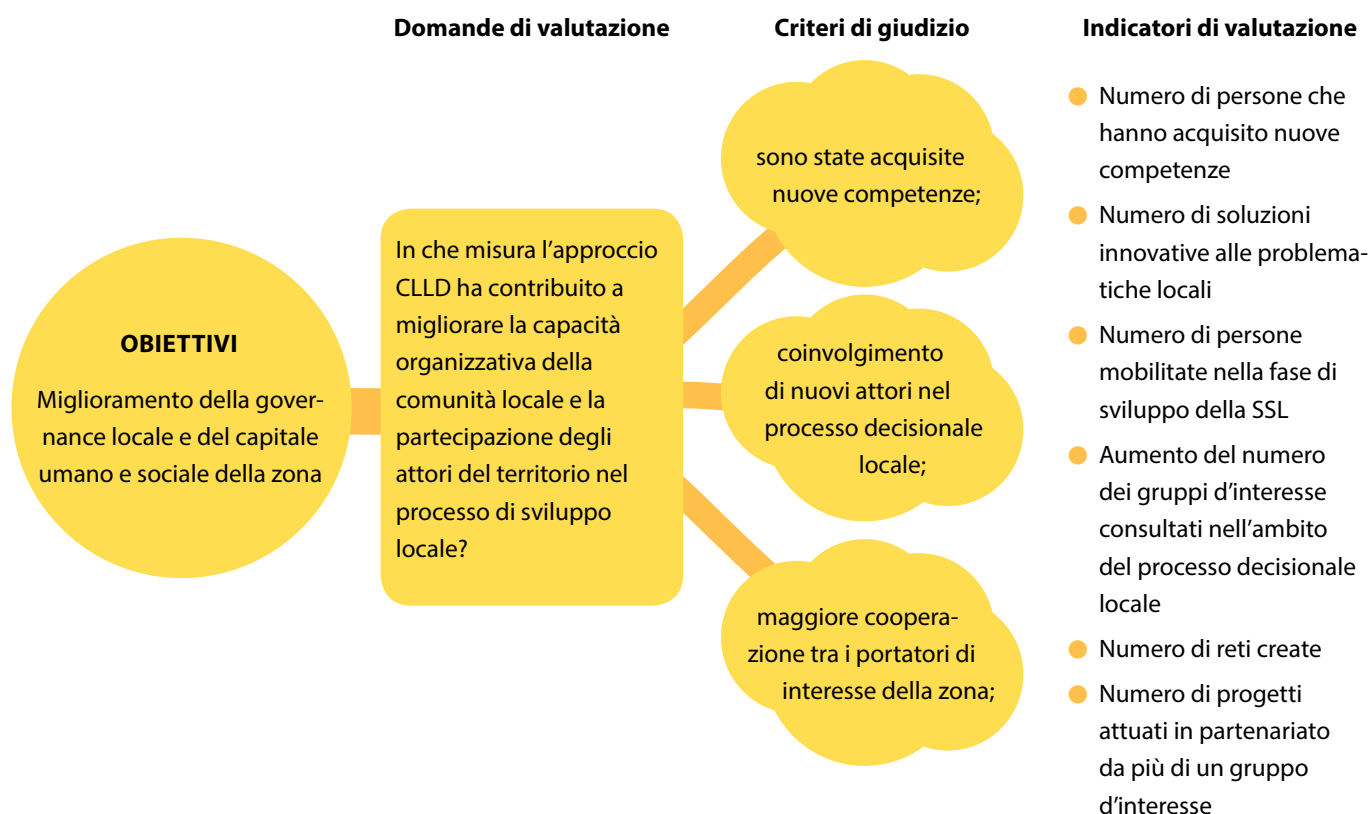 Domande di valutazione
Criteri di giudizio
Indicatori di valutazione
OBIETTIVI
Miglioramento della gover-
nance locale e del capitale
umano e sociale della zona
In che misura l'approccio
CLLD ha contribuito a
migliorare la capacità
organizzativa della
comunità locale e la
partecipazione degli
attori del territorio nel
processo di sviluppo
locale?
sono state acquisite
nuove competenze;
coinvolgimento
di nuovi attori nel
processo decisionale
locale;
maggiore coopera-
zione tra i portatori di
interesse della zona;
Numero di persone che
hanno acquisito nuove
competenze
Numero di soluzioni
innovative alle problema-
tiche locali
Numero di persone
mobilitate nella fase di
sviluppo della SSL
Aumento del numero
dei gruppi d'interesse
consultati nell'ambito
del processo decisionale
locale
Numero di reti create
Numero di progetti
attuati in partenariato
da più di un gruppo
d'interesse